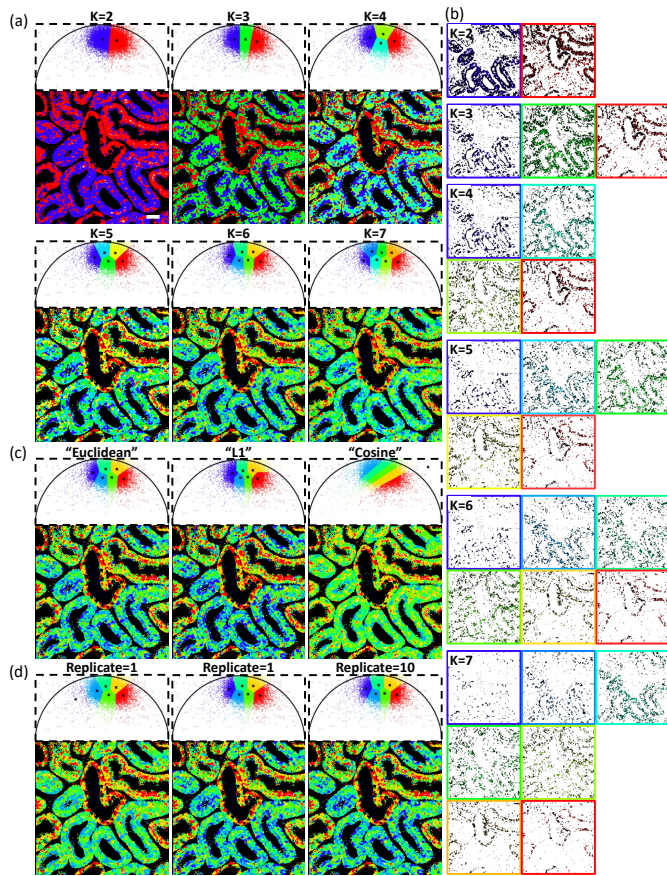 (a)
K=2 K=3 K=4
K=5 K=6 K=7
(b)
K=2
K=3
K=4
K=5
K=6
K=7
(c)
“Euclidean” “L1” “Cosine”
(d)
Replicate=1 Replicate=1 Replicate=10